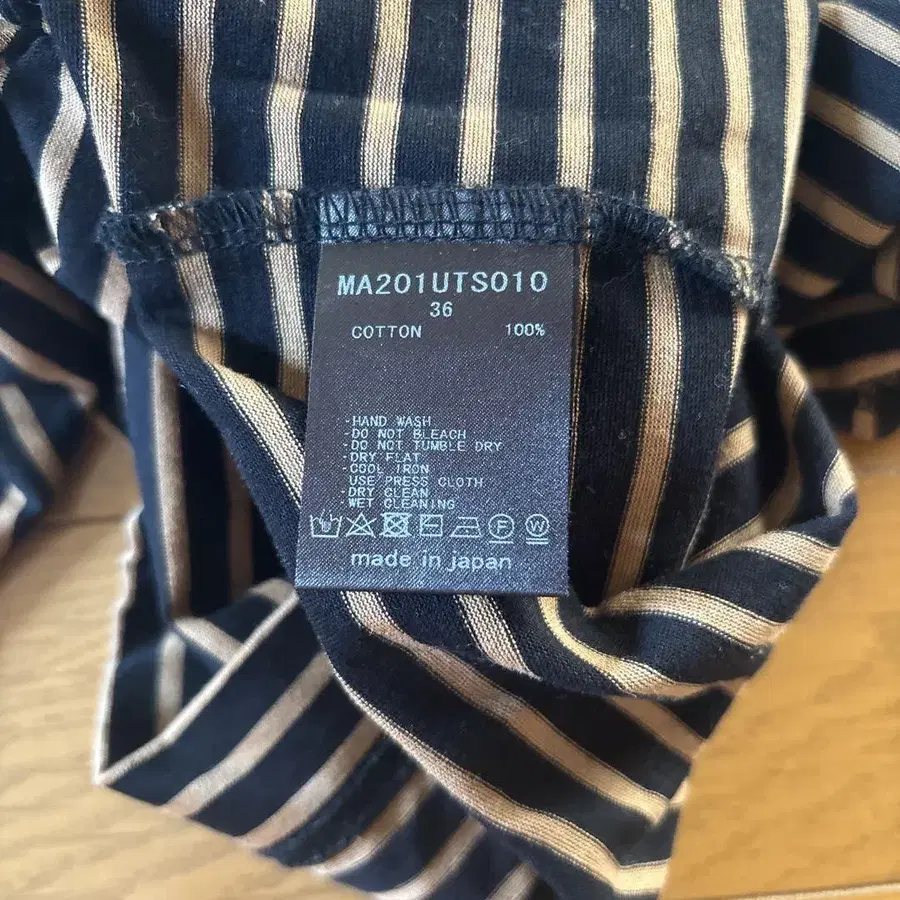 MA201UTS010
36
COTTON 100%
-HAND WASH
-DO NOT BLEACH
-DO NOT TUMBLE DRY
-DRY FLAT
-COOL IRON
USE PRESS CLOTH
-DRY CLEAN
WET CLEANING
F W
made in japan